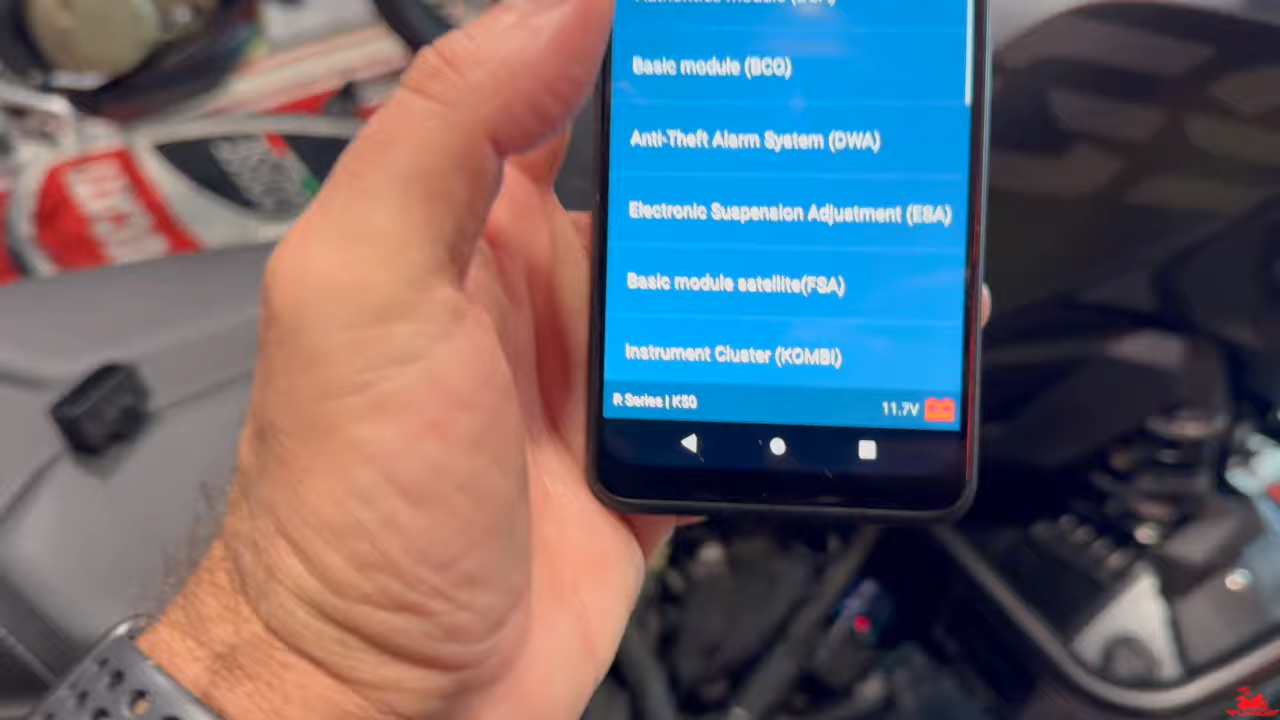 Basic module (BCO)
Anti-Theft Alarm System (DWA)
Electronic Suspension Adjustment (ESA)
Basic module satellite(FSA)
Instrument Cluster (KOMBI)
R Series | K50
11.7V